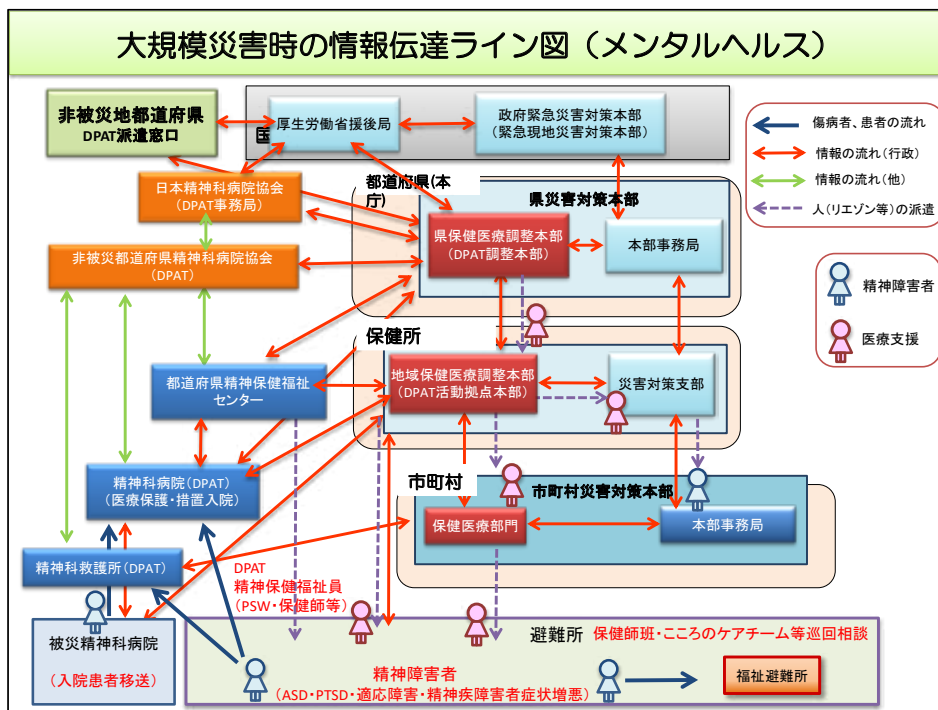 大規模災害時の情報伝達ライン図（メンタルヘルス）
非被災地都道府県
DPAT派遣窓口
国
厚生労働省援後局
政府緊急災害対策本部
（緊急現地災害対策本部）
傷病者、患者の流れ
情報の流れ（行政）
情報の流れ（他）
人（リエゾン等）の派遣
日本精神科病院協会
（DPAT事務局）
都道府県(本
庁)
県災害対策本部
県保健医療調整本部
（DPAT調整本部）
本部事務局
非被災都道府県精神科病院協会
（DPAT）
精神障害者
医療支援
保健所
都道府県精神保健福祉
センター
地域保健医療調整本部
（DPAT活動拠点本部）
災害対策支部
市町村
市町村災害対策本部
精神科病院（DPAT）
（医療保護・措置入院）
保健医療部門
本部事務局
精神科救護所（DPAT）
DPAT
精神保健福祉員
（PSW・保健師等）
被災精神科病院
（入院患者移送）
避難所
保健師班・こころのケアチーム等巡回相談
精神障害者
（ASD・PTSD・適応障害・精神疾障害者症状増悪）
福祉避難所